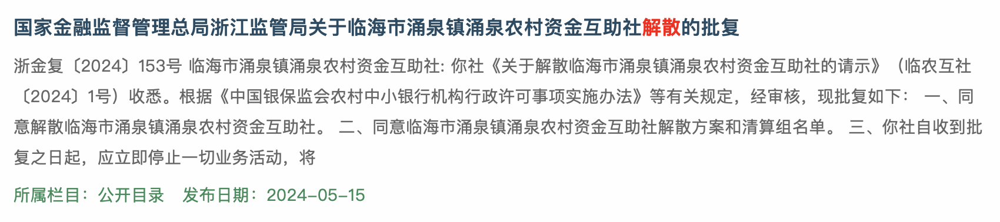 国家金融监督管理总局浙江监管局关于临海市涌泉镇涌泉农村资金互助社解散的批复
浙金复〔2024〕153号 临海市涌泉镇涌泉农村资金互助社: 你社《关于解散临海市涌泉镇涌泉农村资金互助社的请示》（临农互社
〔2024〕1号）收悉。根据《中国银保监会农村中小银行机构行政许可事项实施办法》等有关规定，经审核，现批复如下： 一、同
意解散临海市涌泉镇涌泉农村资金互助社。 二、同意临海市涌泉镇涌泉农村资金互助社解散方案和清算组名单。 三、你社自收到批
复之日起，应立即停止一切业务活动，将
所属栏目：公开目录 发布日期：2024-05-15